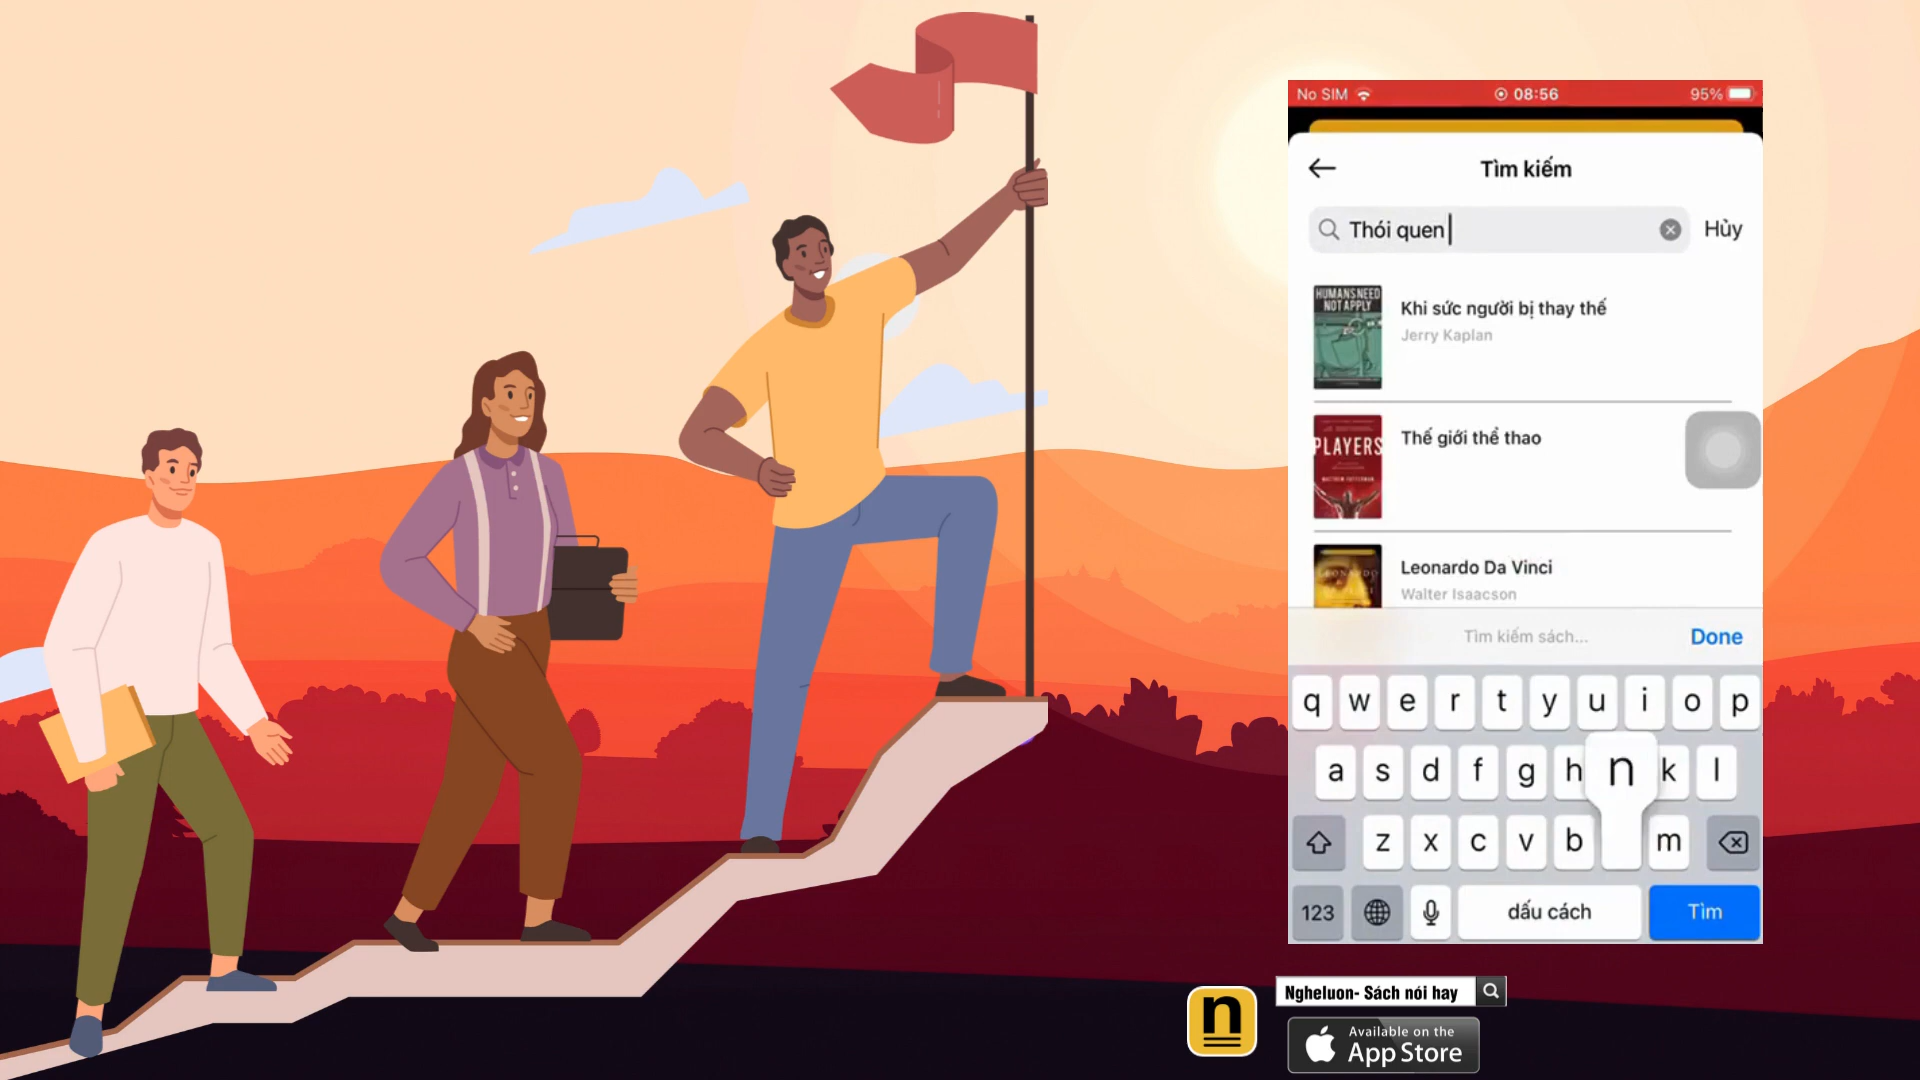 No SIM 08:56 95%
Tìm kiếm
Thói quen Hủy
HUMANS NEED
NOT APPLY
Khi sức người bị thay thế
Jerry Kaplan
PLAYERS
Thế giới thể thao
MATTHEW FUTTERMAN
Leonardo Da Vinci
Walter Isaacson
Tìm kiếm sách... Done
q w e r t y u i o p
a s d f g h n k l
z x c v b m
123 dấu cách Tìm
n
Ngheluon- Sách nói hay
Available on the
App Store